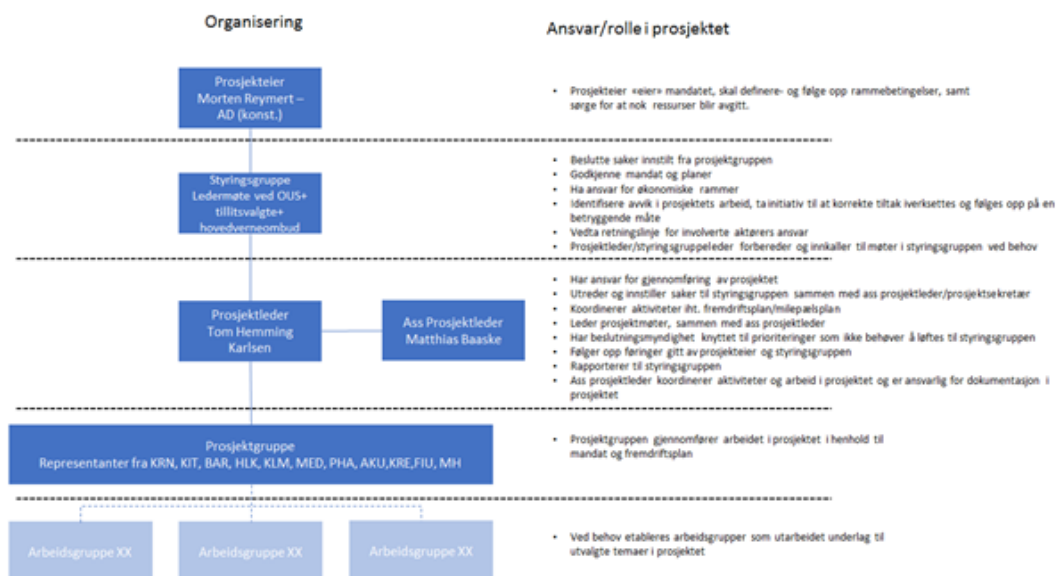 Organisering
Ansvar/rolle i prosjektet
Prosjekteier
Morten Reymert –
AD (konst.)
• Prosjekteier «eier» mandatet, skal definere- og følge opp rammebetingelser, samt
sørge for at nok ressurser blir avgitt.
Styringsgruppe
Ledermøte ved OUS+
tillitsvalgte+
hovedverneombud
• Beslutte saker innstilt fra prosjektgruppen
• Godkjenne mandat og planer
• Ha ansvar for økonomiske rammer
• Identifisere avvik i prosjektets arbeid, ta initiativ til at korrekte tiltak iverksettes og følges opp på en
betryggende måte
• Vedta retningslinje for involverte aktørers ansvar
• Prosjektleder/styringsgruppeleder forbereder og innkaller til møter i styringsgruppen ved behov
Prosjektleder
Tom Hemming
Karlsen
Ass Prosjektleder
Matthias Baaske
• Har ansvar for gjennomføring av prosjektet
• Utreder og innstiller saker til styringsgruppen sammen med ass prosjektleder/prosjektsekretær
• Koordinerer aktiviteter iht. fremdriftsplan/milepælsplan
• Leder prosjektmøter, sammen med ass prosjektleder
• Har beslutningsmyndighet knyttet til prioriteringer som ikke behøver å løftes til styringsgruppen
• Følger opp føringer gitt av prosjekteier og styringsgruppen
• Rapporterer til styringsgruppen
• Ass prosjektleder koordinerer aktiviteter og arbeid i prosjektet og er ansvarlig for dokumentasjon i
prosjektet
Prosjektgruppe
Representanter fra KRN, KIT, BAR, HLK, KLM, MED, PHA, AKU,KRE,FIU, MH
• Prosjektgruppen gjennomfører arbeidet i prosjektet i henhold til
mandat og fremdriftsplan
Arbeidsgruppe XX
Arbeidsgruppe XX
Arbeidsgruppe XX
• Ved behov etableres arbeidsgrupper som utarbeidet underlag til
utvalgte temaer i prosjektet